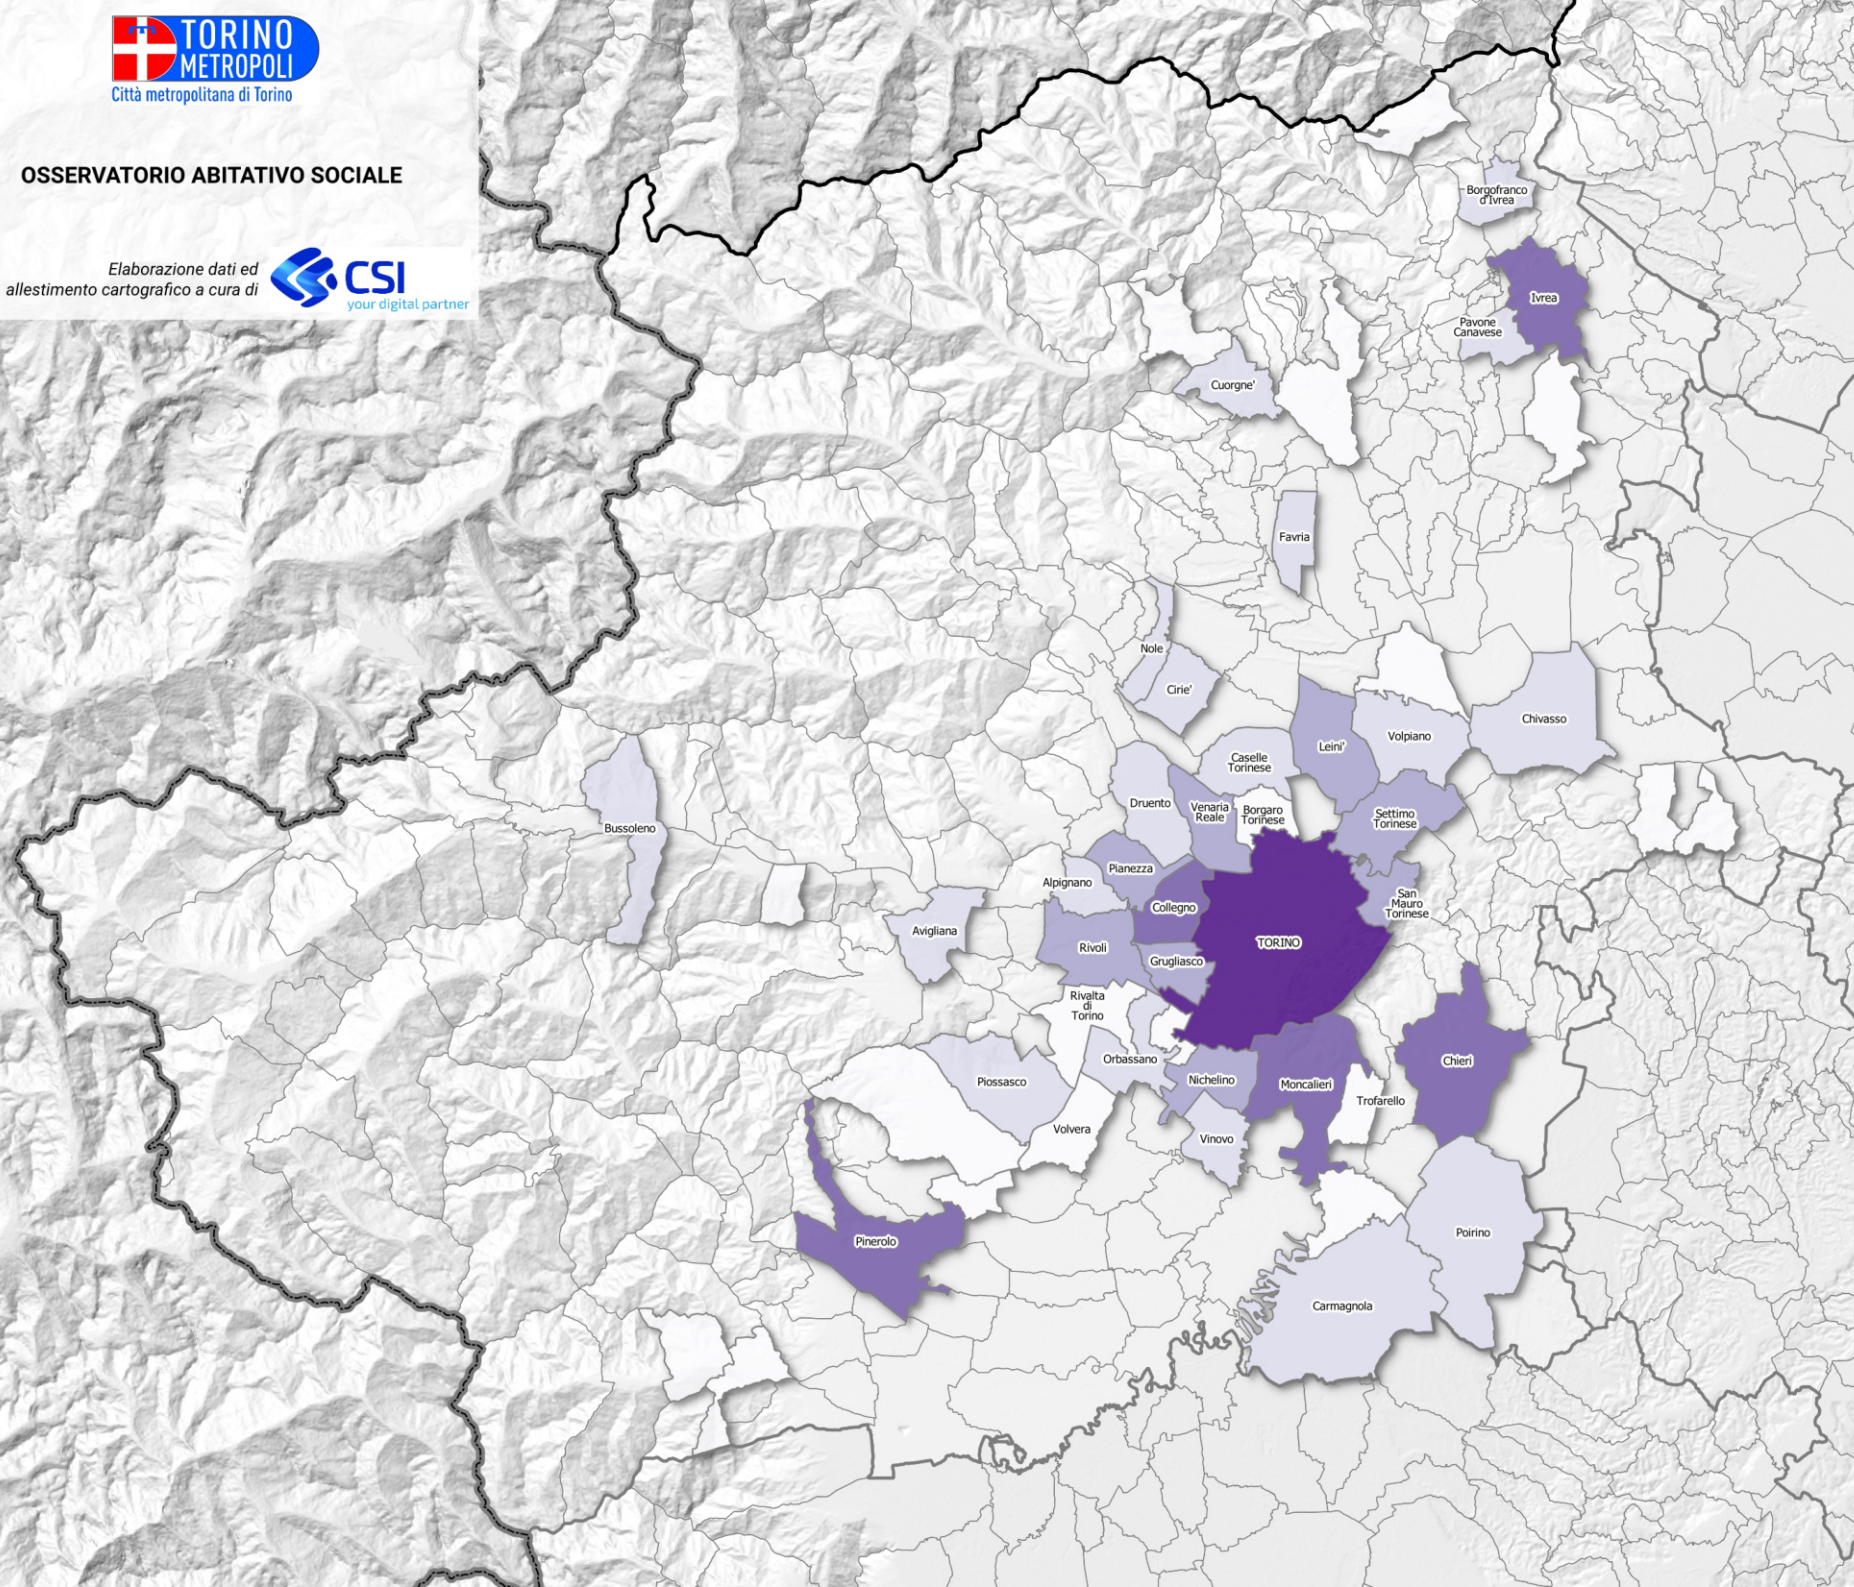 TORINO
METROPOLI
Città metropolitana di Torino
OSSERVATORIO ABITATIVO SOCIALE
Elaborazione dati ed
allestimento cartografico a cura di
CSI
your digital partner
Borgofranco
d'Ivrea
Ivrea
Pavone
Canavese
Cuorgne'
Favria
Nole
Cirie'
Chivasso
Volpiano
Leini'
Caselle
Torinese
Druento
Venaria
Reale
Borgaro
Torinese
Settimo
Torinese
Bussoleno
Pianezza
Alpignano
Collegno
San
Mauro
Torinese
Avigliana
Rivoli
Grugliasco
TORINO
Rivalta
di
Torino
Orbassano
Chieri
Piossasco
Nichelino
Moncalieri
Trofarello
Volvera
Vinovo
Pinerolo
Poirino
Carmagnola